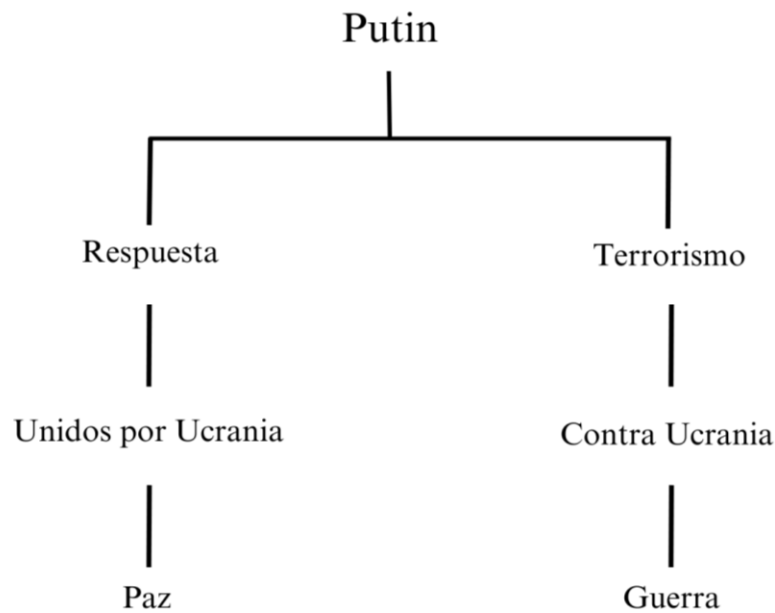 Putin
Respuesta
Terrorismo
Unidos por Ucrania
Contra Ucrania
Paz
Guerra